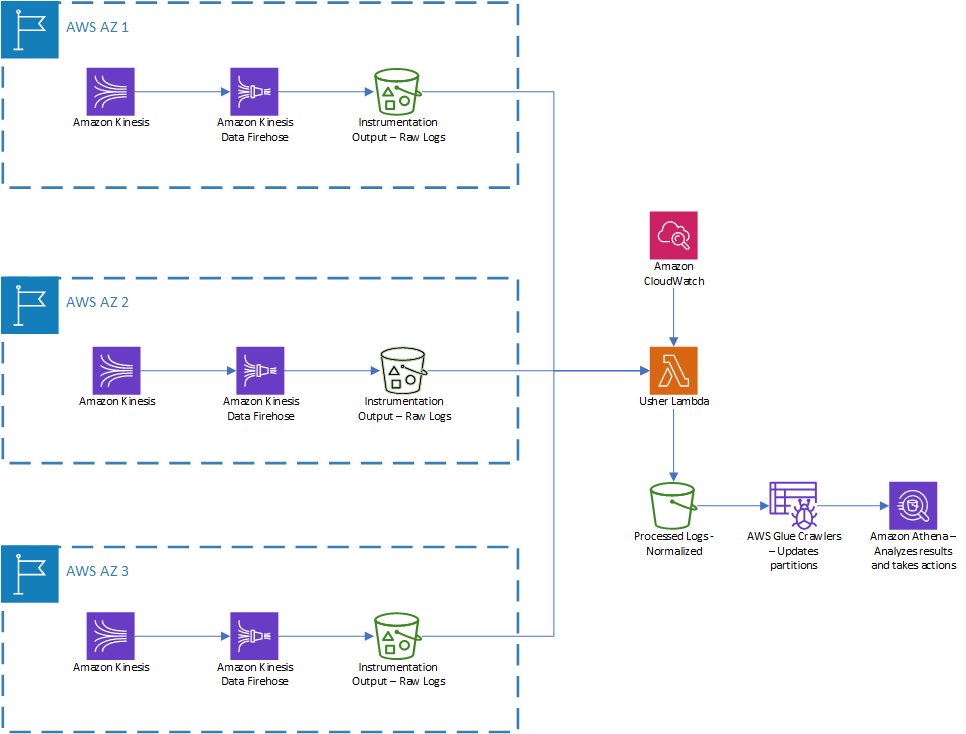 AWS AZ 1
Amazon Kinesis
Amazon Kinesis
Data Firehose
Instrumentation
Output – Raw Logs
Amazon
CloudWatch
AWS AZ 2
Amazon Kinesis
Amazon Kinesis
Data Firehose
Instrumentation
Output – Raw Logs
Usher Lambda
Processed Logs -
Normalized
AWS Glue Crawlers
– Updates
partitions
Amazon Athena –
Analyzes results
and takes actions
AWS AZ 3
Amazon Kinesis
Amazon Kinesis
Data Firehose
Instrumentation
Output – Raw Logs